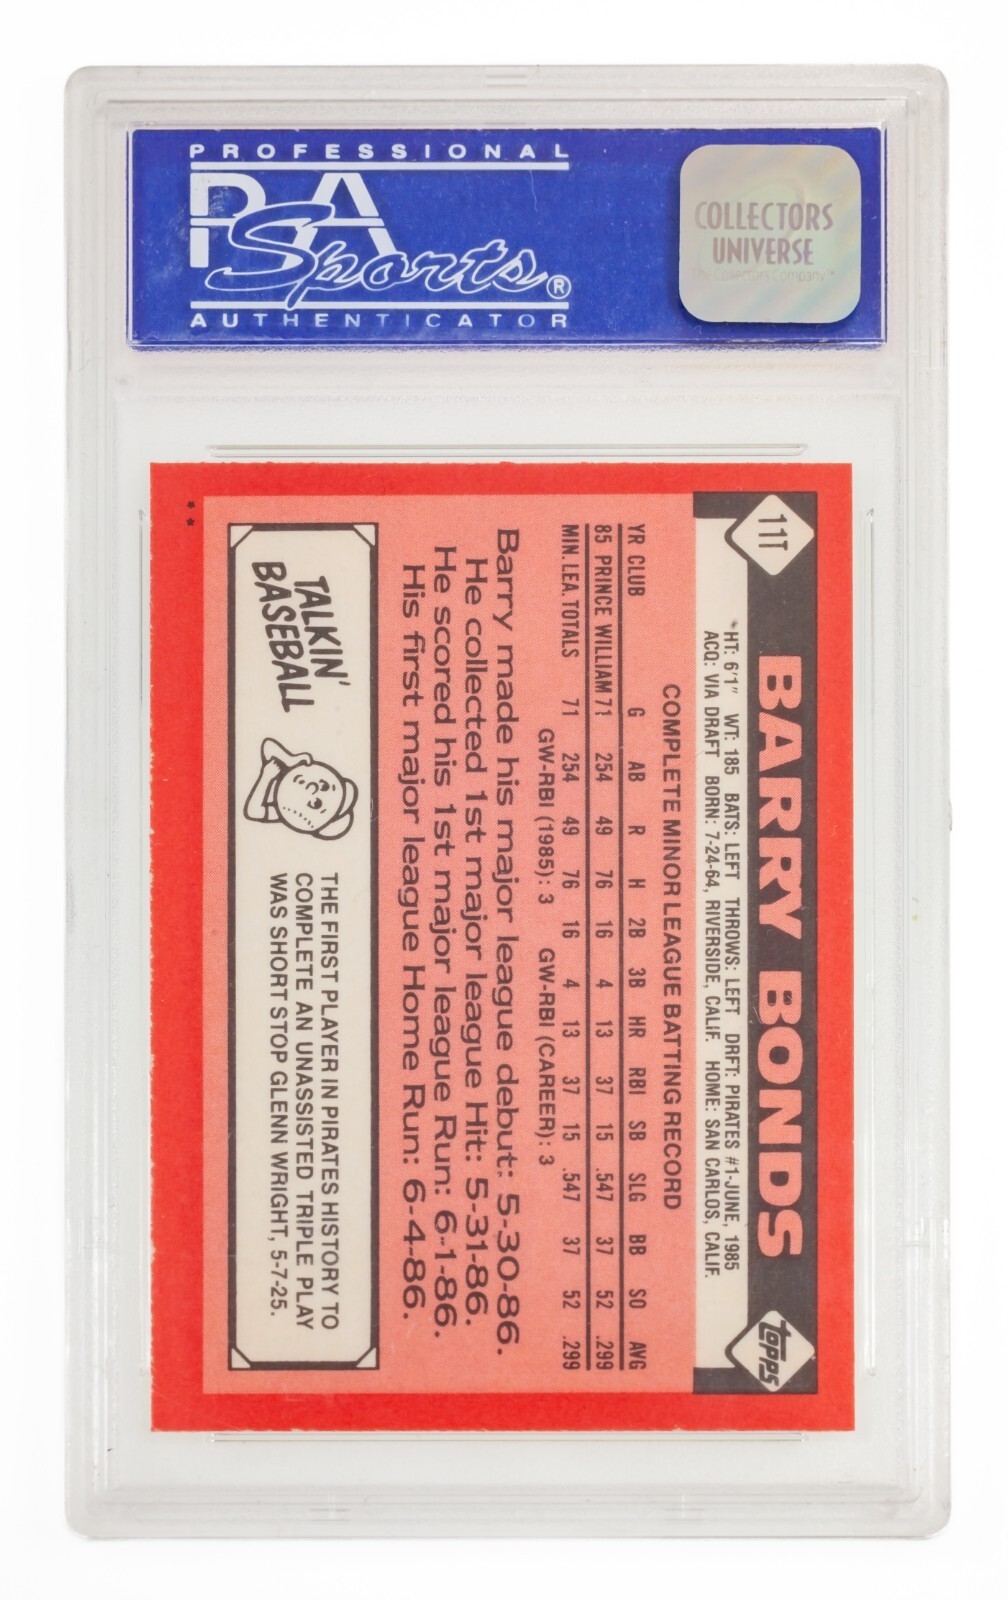 PROFESSIONAL
PSA
Sports®
AUTHENTICATOR
COLLECTORS
UNIVERSE
The Collectors Company™
11T
BARRY BONDS
topps
HT: 6'1" WT: 185 BATS: LEFT THROWS: LEFT DRFT: PIRATES #1-JUNE, 1985
ACQ: VIA DRAFT BORN: 7-24-64, RIVERSIDE, CALIF. HOME: SAN CARLOS, CALIF.
COMPLETE MINOR LEAGUE BATTING RECORD
YR CLUB G AB R H 2B 3B HR RBI SB SLG BB SO AVG
85 PRINCE WILLIAM 71 254 49 76 16 4 13 37 15 .547 37 52 .299
MIN. LEA. TOTALS 71 254 49 76 16 4 13 37 15 .547 37 52 .299
GW-RBI (1985): 3 GW-RBI (CAREER): 3
Barry made his major league debut: 5-30-86.
He collected 1st major league Hit: 5-31-86.
He scored his 1st major league Run: 6-1-86.
His first major league Home Run: 6-4-86.
TALKIN'
BASEBALL
THE FIRST PLAYER IN PIRATES HISTORY TO
COMPLETE AN UNASSISTED TRIPLE PLAY
WAS SHORT STOP GLENN WRIGHT, 5-7-25.
**